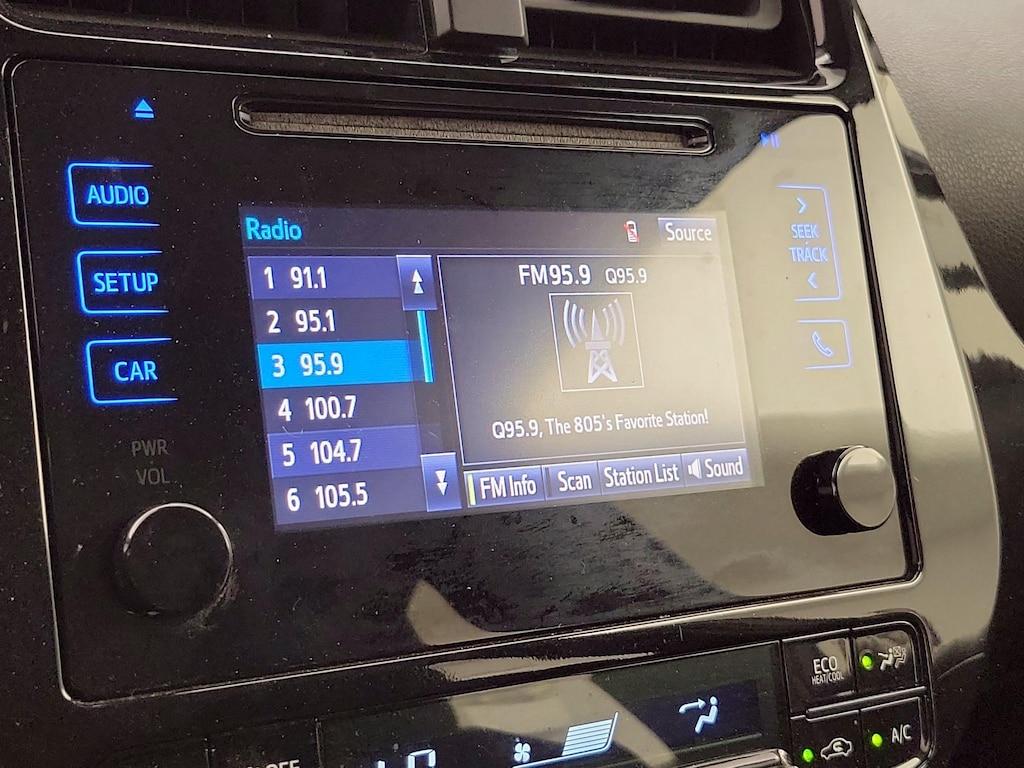 AUDIO
SETUP
CAR
PWR
VOL
Radio
Source
1 91.1
2 95.1
3 95.9
4 100.7
5 104.7
6 105.5
FM95.9 Q95.9
Q95.9, The 805's Favorite Station!
FM Info
Scan
Station List
Sound
SEEK
TRACK
ECO
HEAT/COOL
A/C
OFF